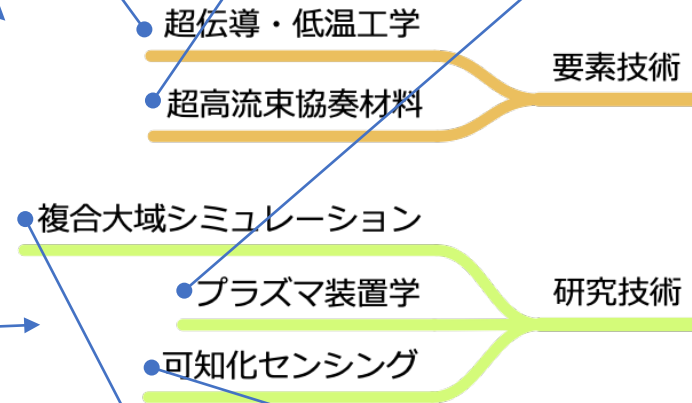 超伝導・低温工学
要素技術
超高流束協奏材料
複合大域シミュレーション
プラズマ装置学
研究技術
可知化センシング